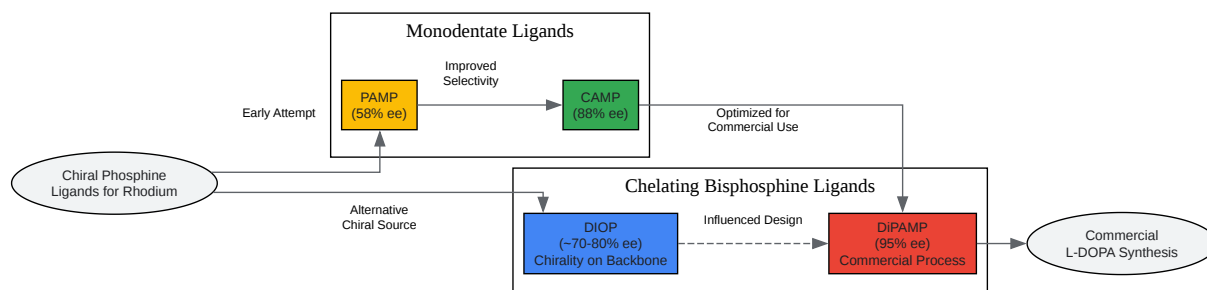 Monodentate Ligands
Improved
Selectivity
PAMP
(58% ee)
CAMP
(88% ee)
Early Attempt
Optimized for
Commercial Use
Chiral Phosphine
Ligands for Rhodium
Chelating Bisphosphine Ligands
Alternative
Chiral Source
DIOP
(~70-80% ee)
Chirality on Backbone
Influenced Design
DiPAMP
(95% ee)
Commercial Process
Commercial
L-DOPA Synthesis